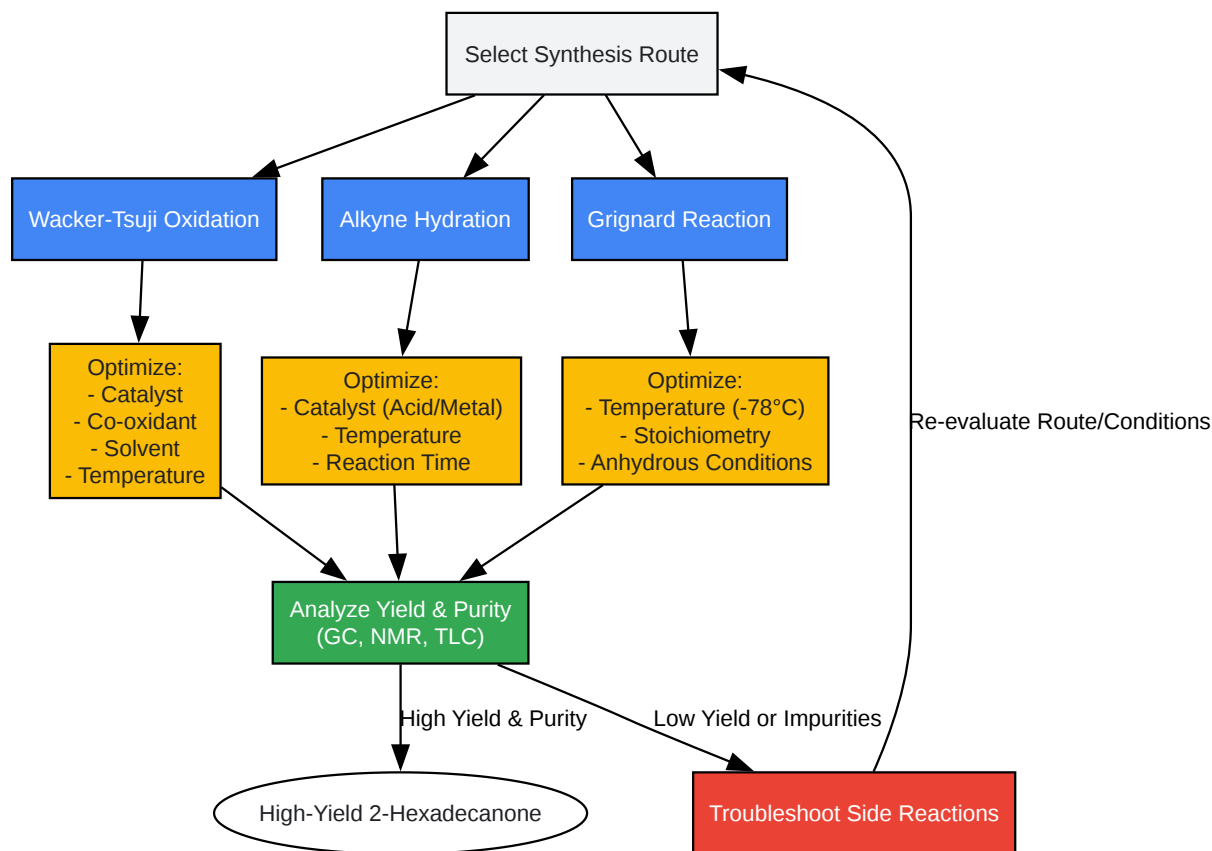 Select Synthesis Route
Wacker-Tsuji Oxidation
Alkyne Hydration
Grignard Reaction
Optimize:
- Catalyst
- Co-oxidant
- Solvent
- Temperature
Optimize:
- Catalyst (Acid/Metal)
- Temperature
- Reaction Time
Optimize:
- Temperature (-78°C)
- Stoichiometry
- Anhydrous Conditions
Re-evaluate Route/Conditions
Analyze Yield & Purity
(GC, NMR, TLC)
High Yield & Purity
Low Yield or Impurities
High-Yield 2-Hexadecanone
Troubleshoot Side Reactions